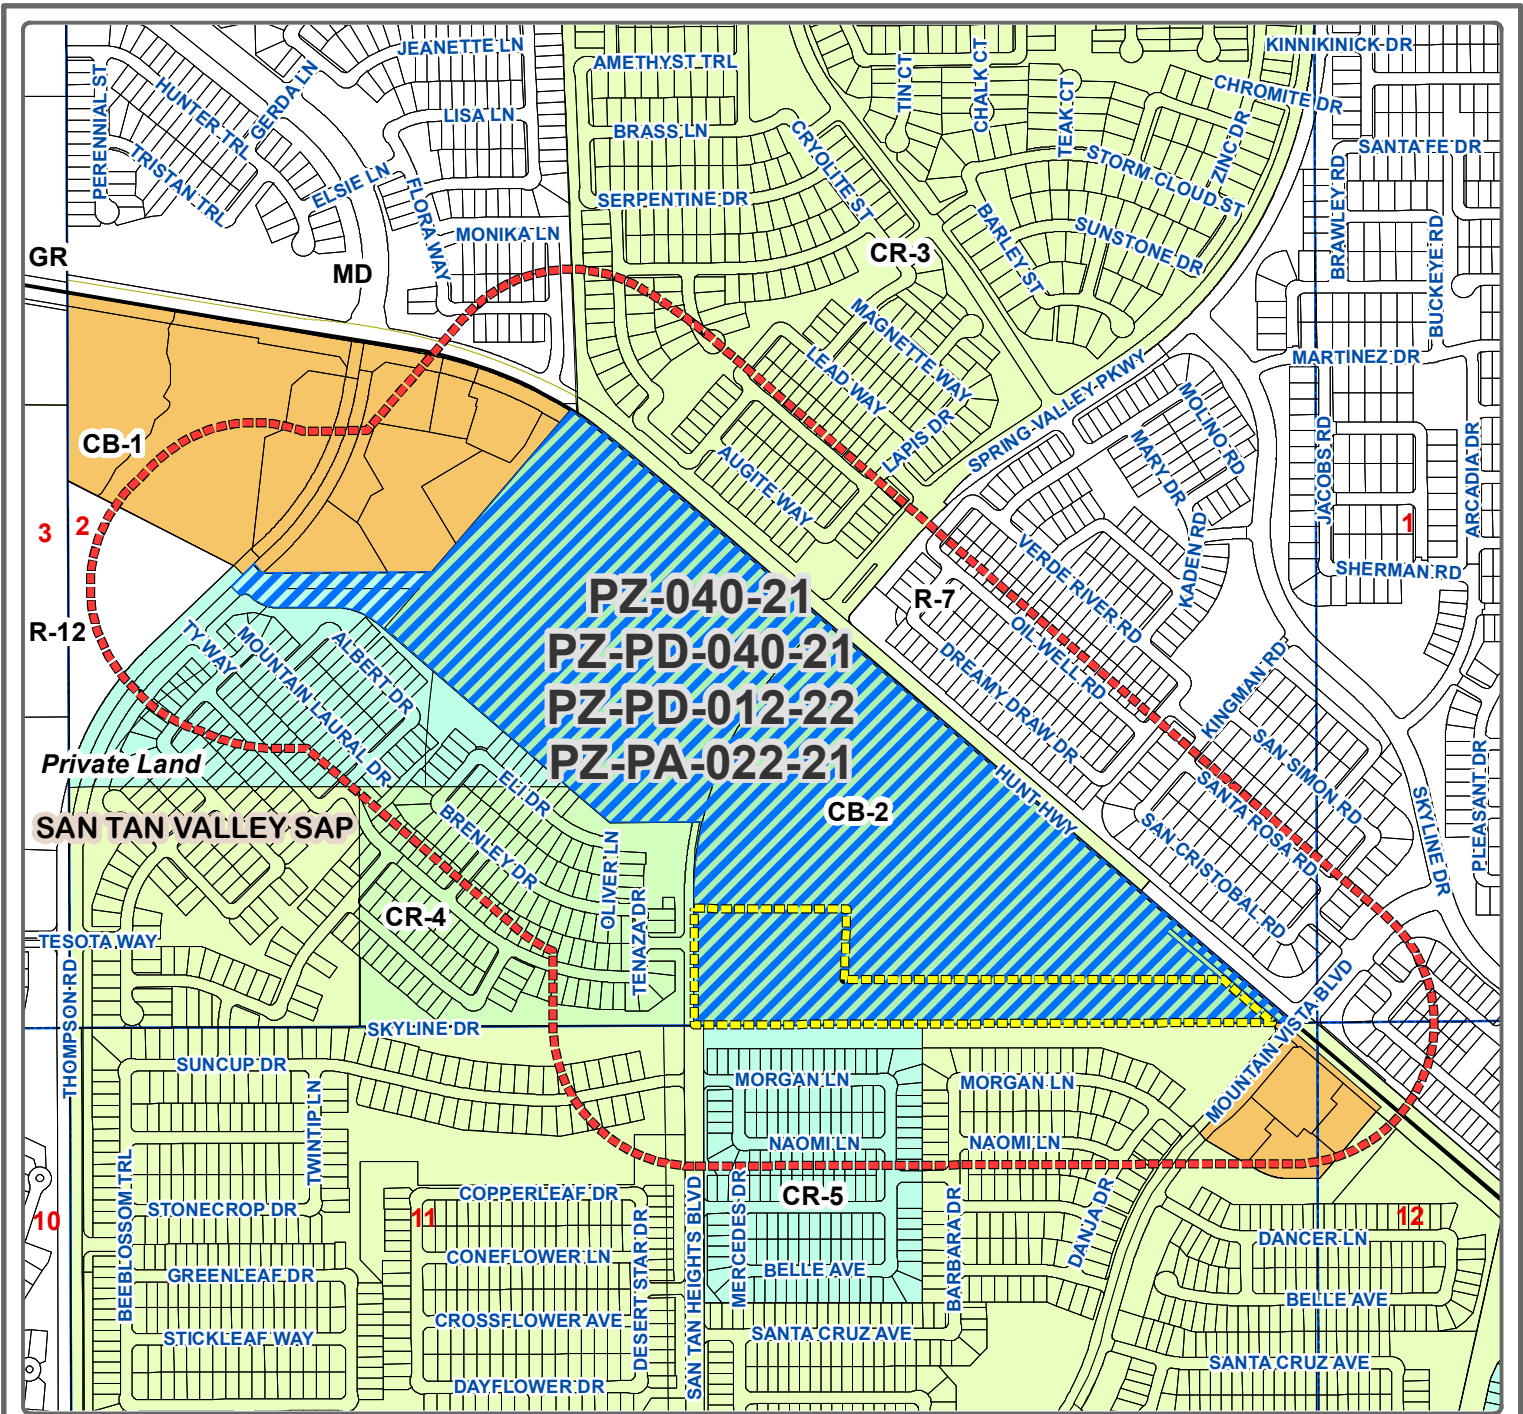 JEANETTE LN
AMETHYST TRL
KINNIKINICK DR
PERENNIAL ST
HUNTER TRL
GERDA LN
TIN CT
CHALK CT
TEAK CT
CHROMITE DR
LISA LN
BRASS LN
CRYOLITE ST
ZINC DR
SANTA FE DR
TRISTAN TRL
ELSIE LN
FLORA WAY
SERPENTINE DR
STORM CLOUD ST
BRAWLEY RD
BUCKEYE RD
MONIKA LN
BARLEY ST
SUNSTONE DR
CR-3
GR
MD
MAGNETTE WAY
LEAD WAY
LAPIS DR
SPRING VALLEY PKWY
MARTINEZ DR
MOLINO RD
MARY DR
JACOBS RD
ARCADIA DR
CB-1
AUGITE WAY
3
2
1
VERDE RIVER RD
KADEN RD
SHERMAN RD
PZ-040-21
PZ-PD-040-21
PZ-PD-012-22
PZ-PA-022-21
R-7
R-12
TY WAY
MOUNTAIN LAURAL DR
ALBERT DR
OIL WELL RD
DREAMY DRAW DR
KINGMAN RD
SAN SIMON RD
Private Land
ELI DR
HUNT HWY
SANTA ROSA RD
SKYLINE DR
PLEASANT DR
SAN TAN VALLEY SAP
BRENLEY DR
CB-2
SAN CRISTOBAL RD
OLIVER LN
TENAZA DR
CR-4
TESOTA WAY
THOMPSON RD
SKYLINE DR
MOUNTAIN VISTA BLVD
SUNCUP DR
TWINTIP LN
MORGAN LN
MORGAN LN
NAOMI LN
NAOMI LN
BEEBLOSSOM TRL
STONECROP DR
COPPERLEAF DR
SAN TAN HEIGHTS BLVD
MERCEDES DR
CR-5
BARBARA DR
DANJA DR
10
11
12
DESERT STAR DR
DANCER LN
CONEFLOWER LN
GREENLEAF DR
BELLE AVE
BELLE AVE
CROSSFLOWER AVE
STICKLEAF WAY
SANTA CRUZ AVE
SANTA CRUZ AVE
DAYFLOWER DR